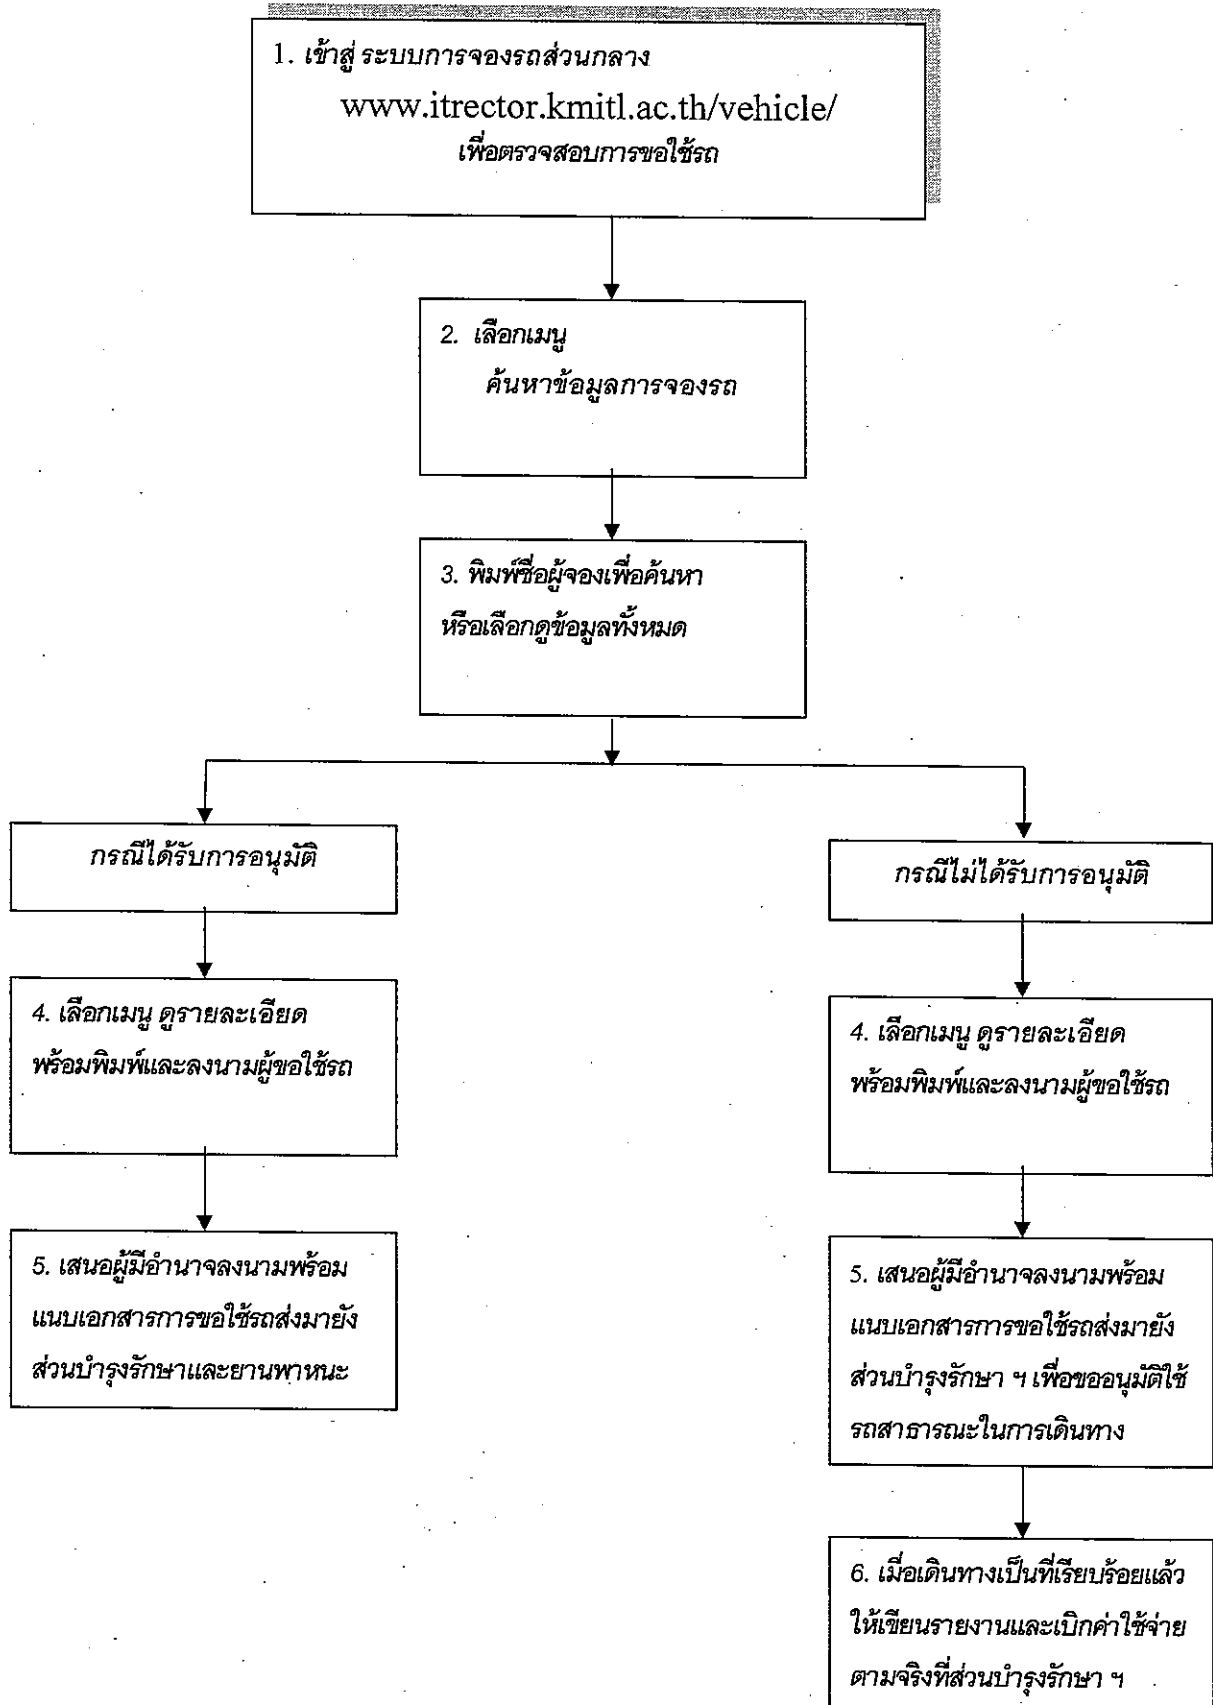 1. เข้าสู่ ระบบการจองรถส่วนกลาง
www.itrector.kmitl.ac.th/vehicle/
เพื่อตรวจสอบการขอใช้รถ
2. เลือกเมนู
ค้นหาข้อมูลการจองรถ
3. พิมพ์ชื่อผู้จองเพื่อค้นหา
หรือเลือกดูข้อมูลทั้งหมด
กรณีได้รับการอนุมัติ
4. เลือกเมนู ดูรายละเอียด
พร้อมพิมพ์และลงนามผู้ขอใช้รถ
5. เสนอผู้มีอำนาจลงนามพร้อม
แนบเอกสารการขอใช้รถส่งมายัง
ส่วนบำรุงรักษาและยานพาหนะ
กรณีไม่ได้รับการอนุมัติ
4. เลือกเมนู ดูรายละเอียด
พร้อมพิมพ์และลงนามผู้ขอใช้รถ
5. เสนอผู้มีอำนาจลงนามพร้อม
แนบเอกสารการขอใช้รถส่งมายัง
ส่วนบำรุงรักษา ฯ เพื่อขออนุมัติใช้
รถสาธารณะในการเดินทาง
6. เมื่อเดินทางเป็นที่เรียบร้อยแล้ว
ให้เขียนรายงานและเบิกค่าใช้จ่าย
ตามจริงที่ส่วนบำรุงรักษา ฯ